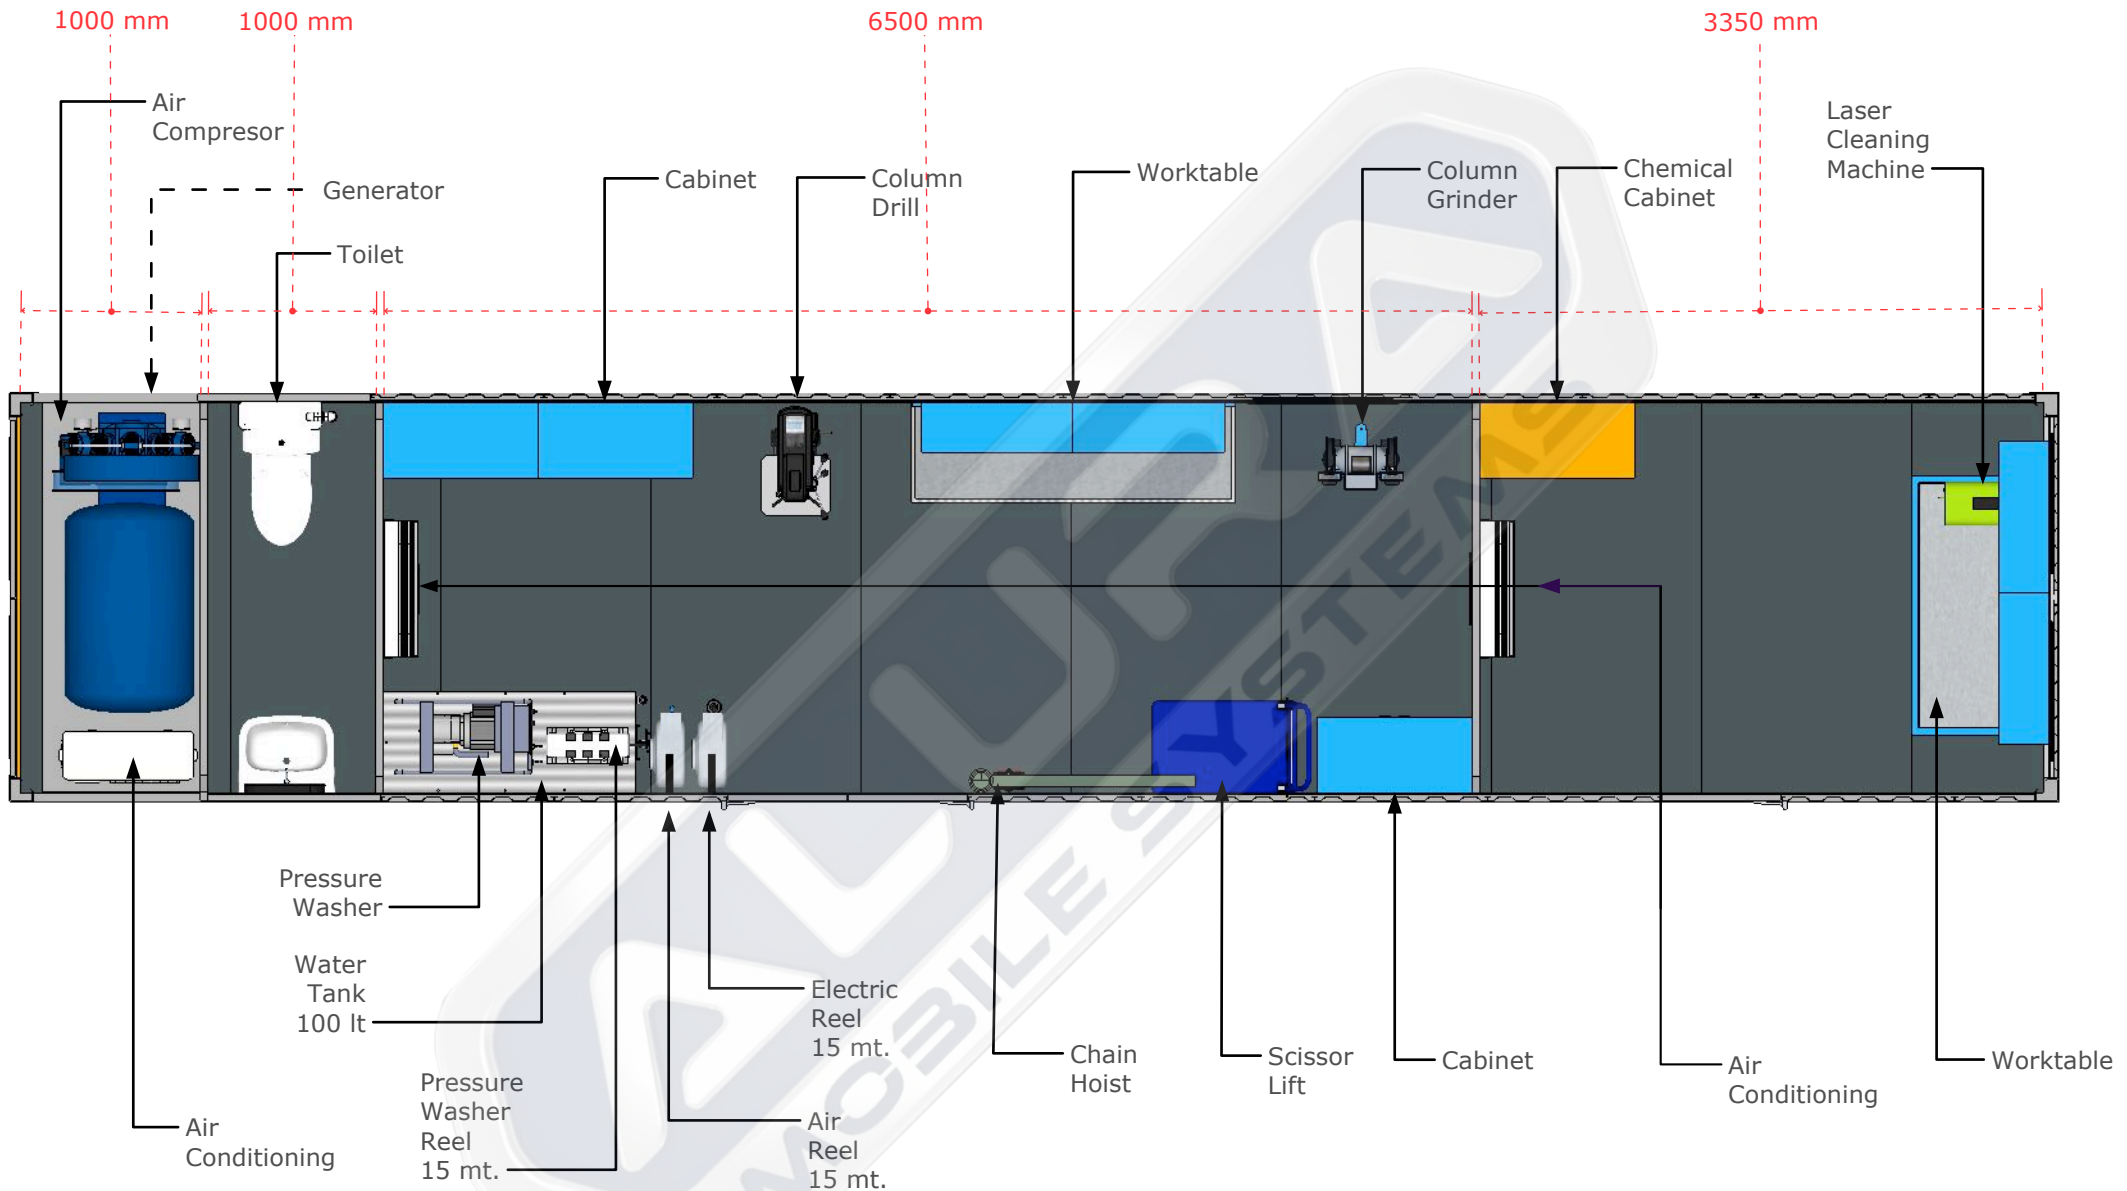 1000 mm
1000 mm
6500 mm
3350 mm
Air
Compresor
Generator
Toilet
Cabinet
Column
Drill
Worktable
Column
Grinder
Chemical
Cabinet
Laser
Cleaning
Machine
Pressure
Washer
Water
Tank
100 lt
Air
Conditioning
Pressure
Washer
Reel
15 mt.
Electric
Reel
15 mt.
Air
Reel
15 mt.
Chain
Hoist
Scissor
Lift
Cabinet
Air
Conditioning
Worktable
ALURA
MOBILE SYSTEMS